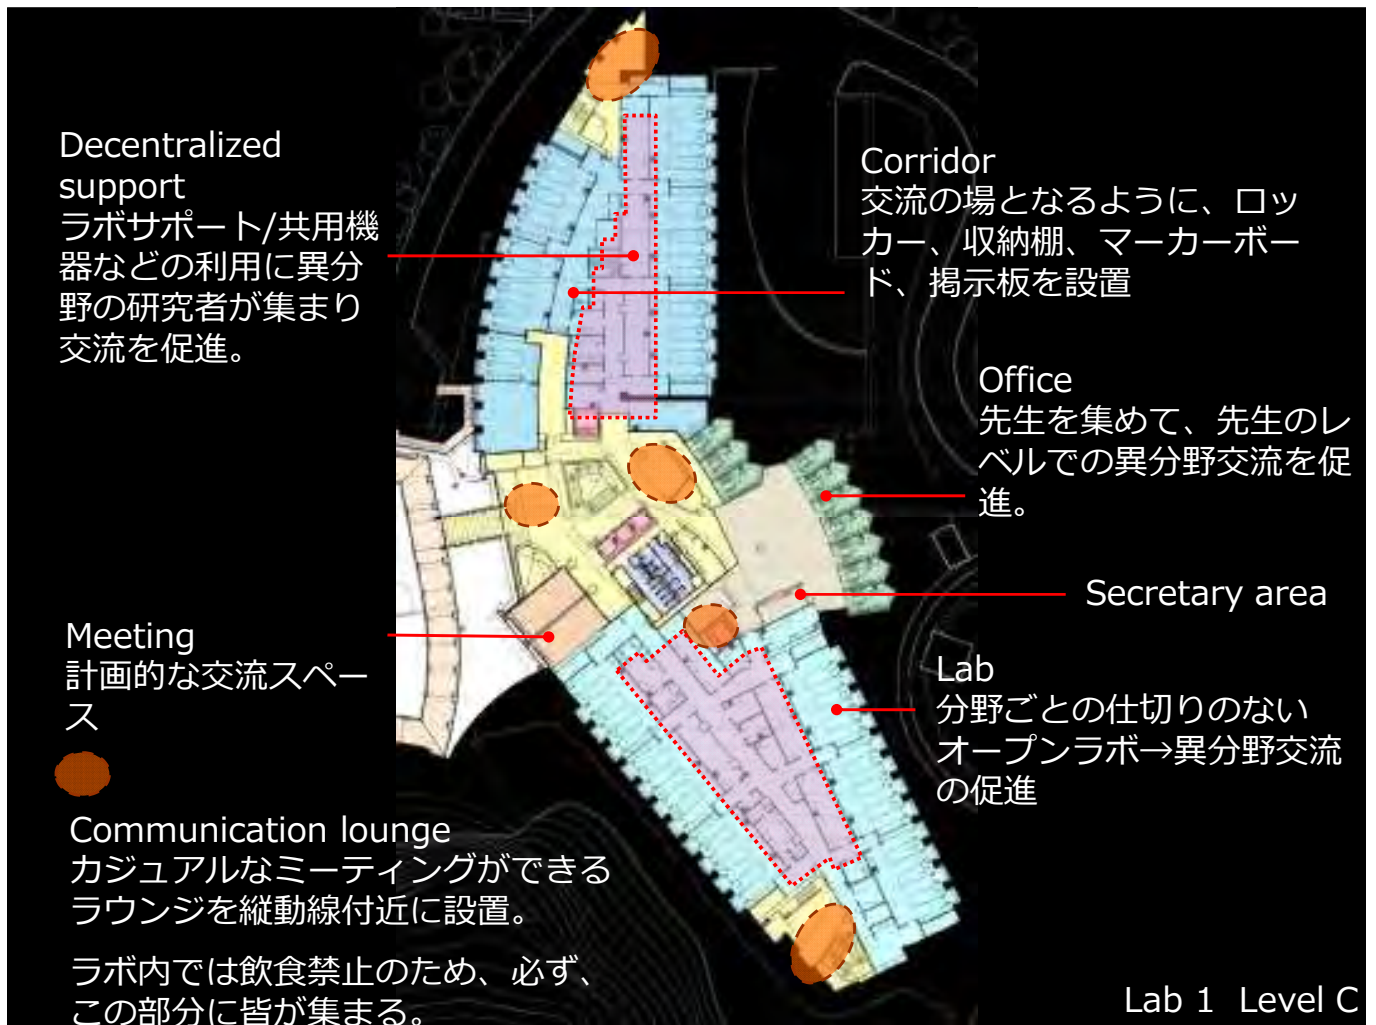 Decentralized
support
ラボサポート/共用機
器などの利用に異分
野の研究者が集まり
交流を促進。
Corridor
交流の場となるように、ロッ
カー、収納棚、マーカーボー
ド、掲示板を設置
Office
先生を集めて、先生のレ
ベルでの異分野交流を促
進。
Secretary area
Meeting
計画的な交流スペー
ス
Lab
分野ごとの仕切りのない
オープンラボ→異分野交流
の促進
Communication lounge
カジュアルなミーティングができる
ラウンジを縦動線付近に設置。
ラボ内では飲食禁止のため、必ず、
この部分に皆が集まる。
Lab 1 Level C